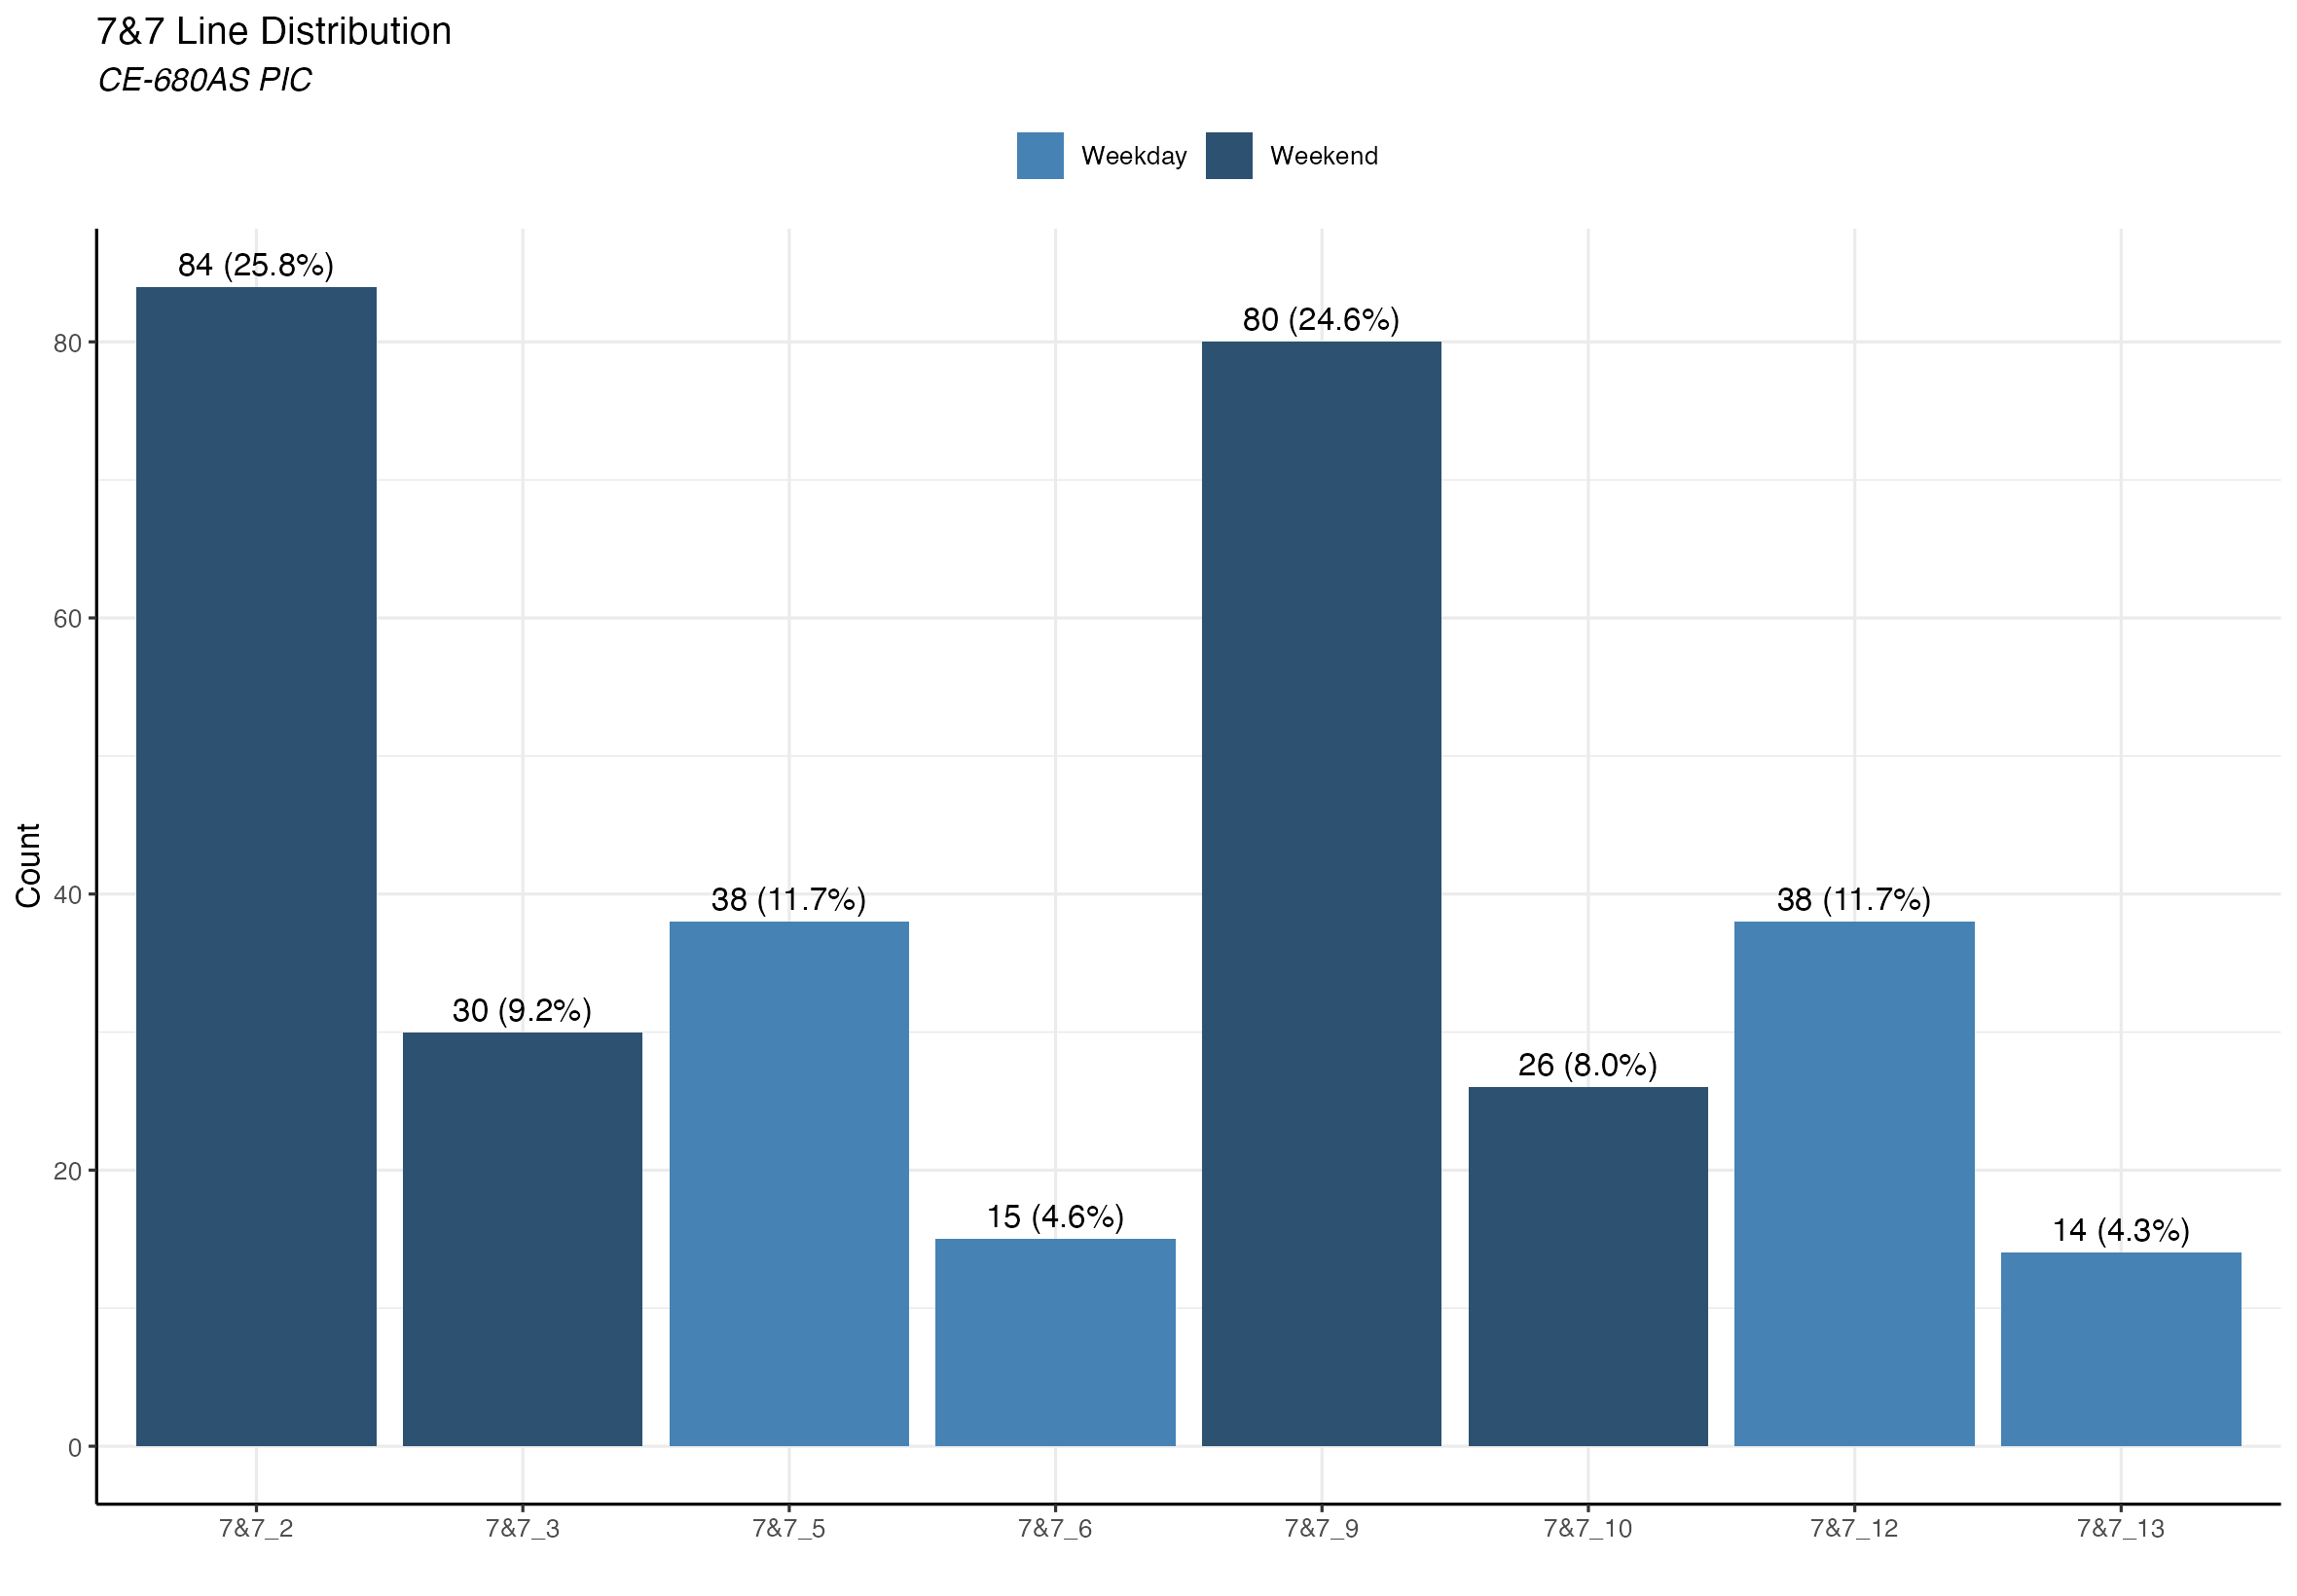 7&7 Line Distribution
CE-680AS PIC
Weekday Weekend
84 (25.8%)
80 (24.6%)
38 (11.7%)
38 (11.7%)
30 (9.2%)
26 (8.0%)
15 (4.6%)
14 (4.3%)
Count
80
60
40
20
0
7&7_2 7&7_3 7&7_5 7&7_6 7&7_9 7&7_10 7&7_12 7&7_13